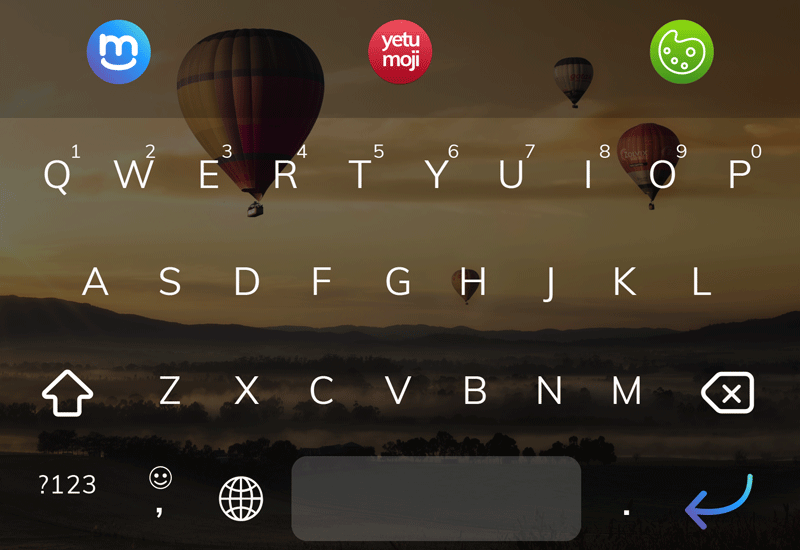 m
yetu
moji
1 2 3 4 5 6 7 8 9 0
Q W E R T Y U I O P
A S D F G H J K L
Z X C V B N M
?123 , .